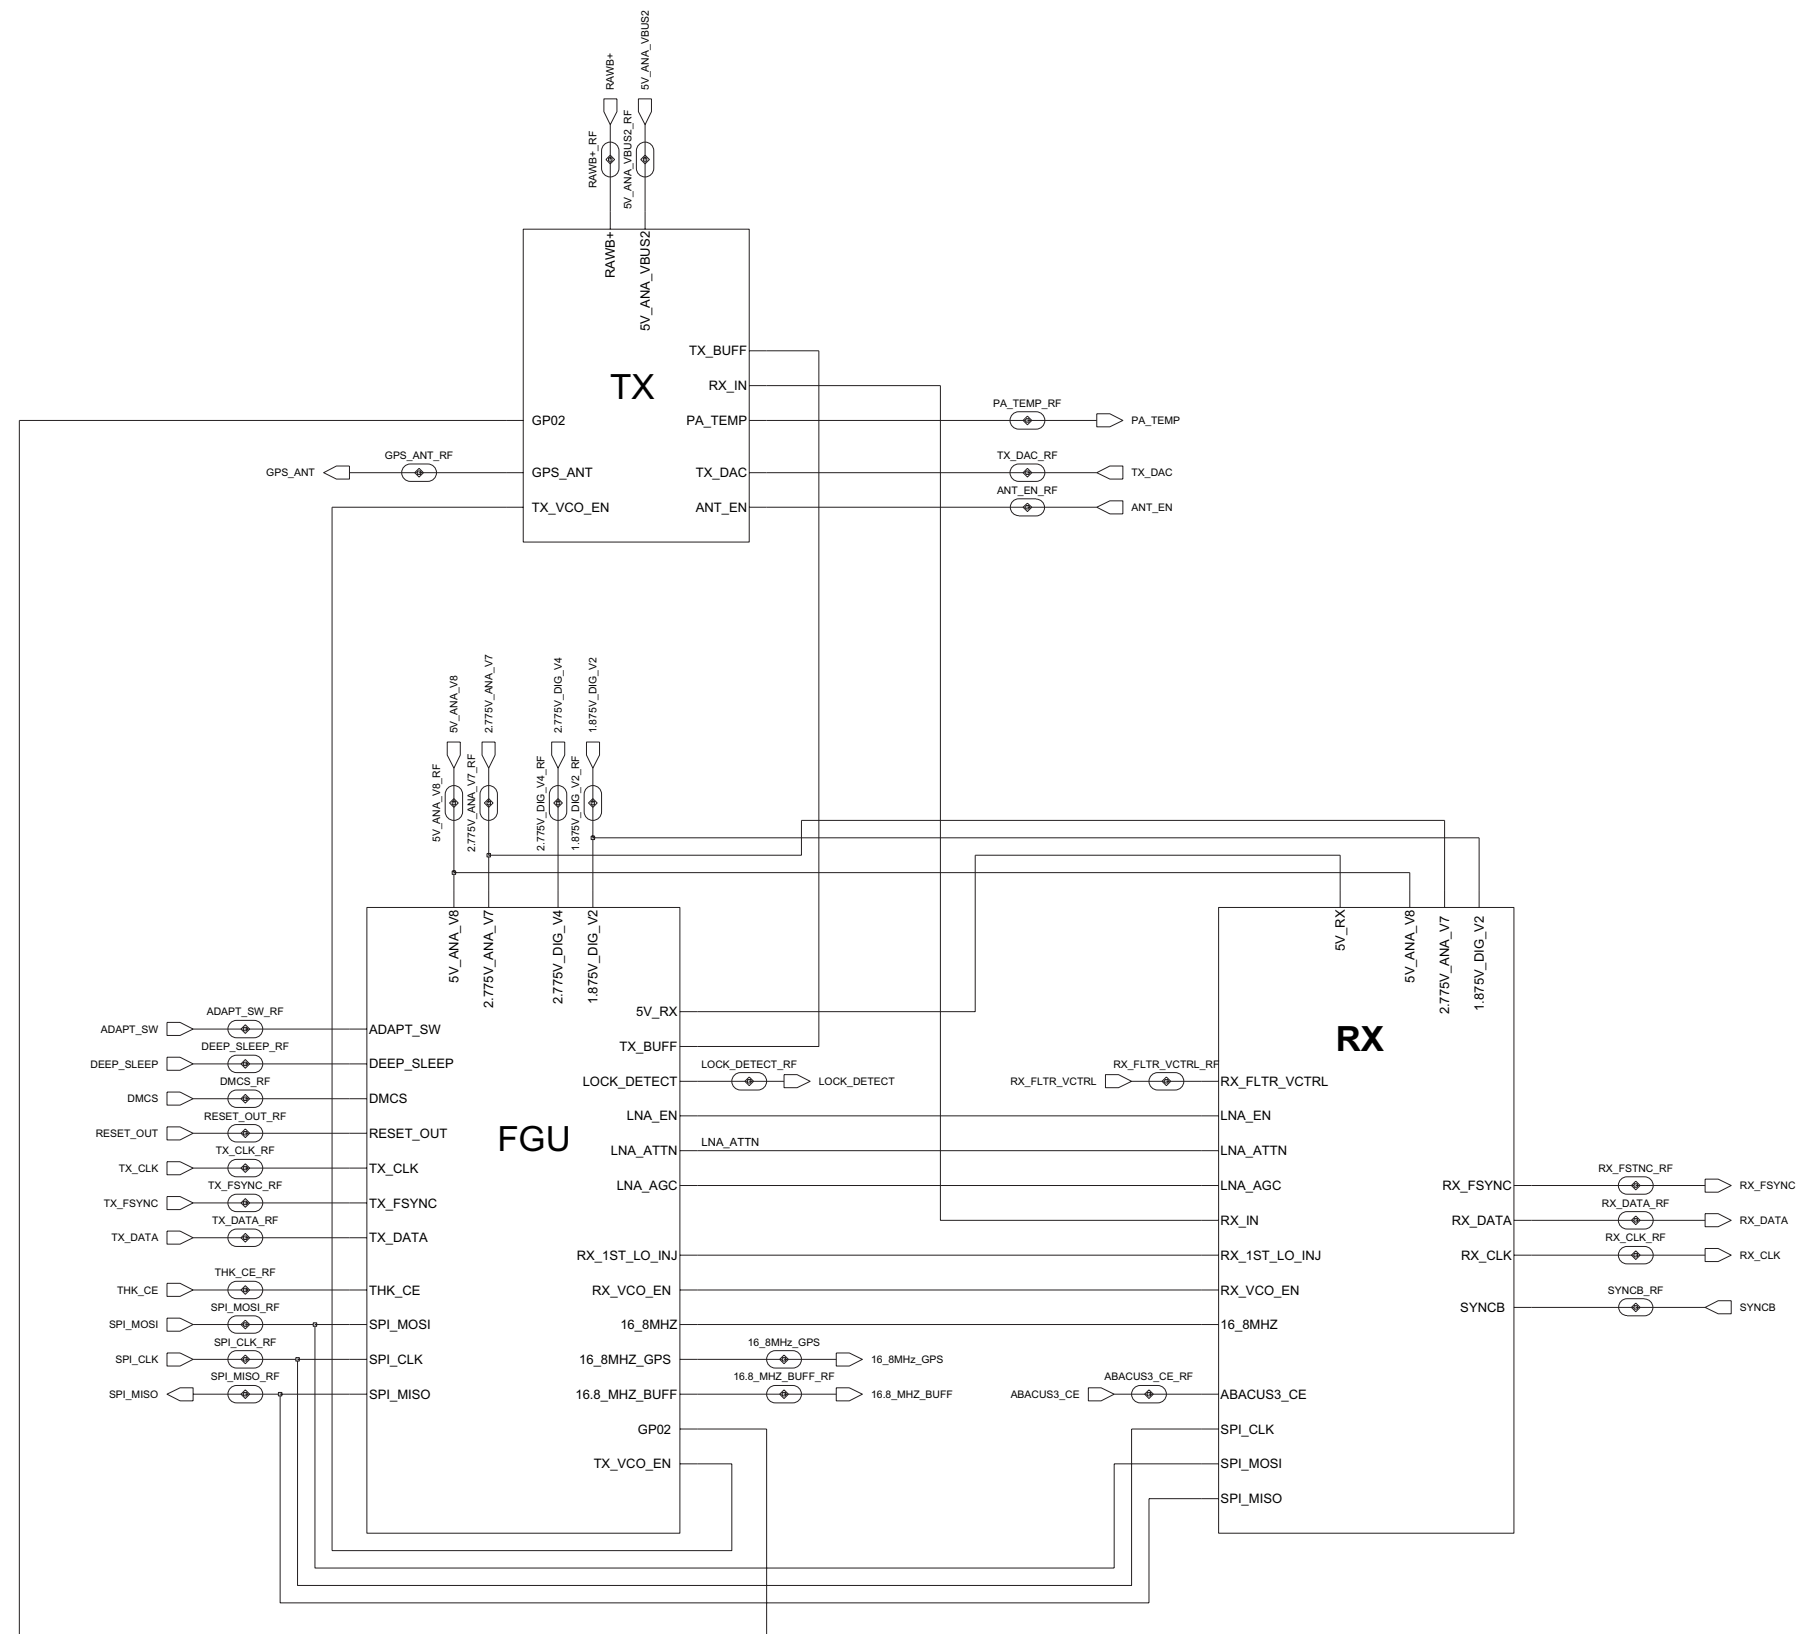 RAWB+
5V_ANA_VBUS2
RAWB+_RF
5V_ANA_VBUS2_RF
RAWB+
5V_ANA_VBUS2
TX_BUFF
TX
RX_IN
PA_TEMP_RF
GP02
PA_TEMP
PA_TEMP
GPS_ANT_RF
TX_DAC_RF
GPS_ANT
GPS_ANT
TX_DAC
TX_DAC
ANT_EN_RF
TX_VCO_EN
ANT_EN
ANT_EN
5V_ANA_V8
2.775V_ANA_V7
2.775V_DIG_V4
1.875V_DIG_V2
5V_ANA_V8_RF
2.775V_ANA_V7_RF
2.775V_DIG_V4_RF
1.875V_DIG_V2_RF
5V_ANA_V8
2.775V_ANA_V7
2.775V_DIG_V4
1.875V_DIG_V2
5V_RX
5V_ANA_V8
2.775V_ANA_V7
1.875V_DIG_V2
5V_RX
ADAPT_SW_RF
ADAPT_SW
ADAPT_SW
TX_BUFF
RX
DEEP_SLEEP_RF
DEEP_SLEEP
DEEP_SLEEP
LOCK_DETECT_RF
RX_FLTR_VCTRL_RF
LOCK_DETECT
LOCK_DETECT
RX_FLTR_VCTRL
RX_FLTR_VCTRL
DMCS_RF
DMCS
DMCS
LNA_EN
LNA_EN
RESET_OUT_RF
RESET_OUT
RESET_OUT
FGU
LNA_ATTN
LNA_ATTN
LNA_ATTN
TX_CLK_RF
TX_CLK
TX_CLK
LNA_AGC
LNA_AGC
RX_FSTNC_RF
RX_FSYNC
RX_FSYNC
TX_FSYNC_RF
TX_FSYNC
TX_FSYNC
RX_IN
RX_DATA_RF
RX_DATA
RX_DATA
TX_DATA_RF
TX_DATA
TX_DATA
RX_1ST_LO_INJ
RX_1ST_LO_INJ
RX_CLK_RF
RX_CLK
RX_CLK
THK_CE_RF
THK_CE
THK_CE
RX_VCO_EN
RX_VCO_EN
SYNCB_RF
SYNCB
SYNCB
SPI_MOSI_RF
SPI_MOSI
SPI_MOSI
16_8MHZ
16_8MHZ
SPI_CLK_RF
SPI_CLK
SPI_CLK
16_8MHZ_GPS
16_8MHz_GPS
16_8MHz_GPS
SPI_MISO_RF
SPI_MISO
SPI_MISO
16.8_MHZ_BUFF
16.8_MHZ_BUFF_RF
16.8_MHZ_BUFF
ABACUS3_CE_RF
ABACUS3_CE
ABACUS3_CE
GP02
SPI_CLK
TX_VCO_EN
SPI_MOSI
SPI_MISO